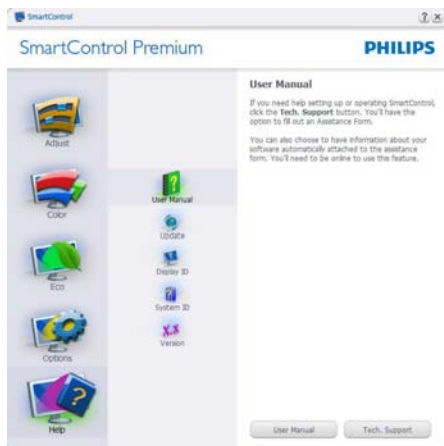 SmartControl
? X
SmartControl Premium
PHILIPS
Adjust
Color
Eco
Options
Help
User Manual
Update
Display ID
System ID
X.x
Version
User Manual
If you need help setting up or operating SmartControl,
click the Tech. Support button. You'll have the
option to fill out an Assistance Form.
You can also choose to have information about your
software automatically attached to the assistance
form. You'll need to be online to use this feature.
User Manual
Tech. Support